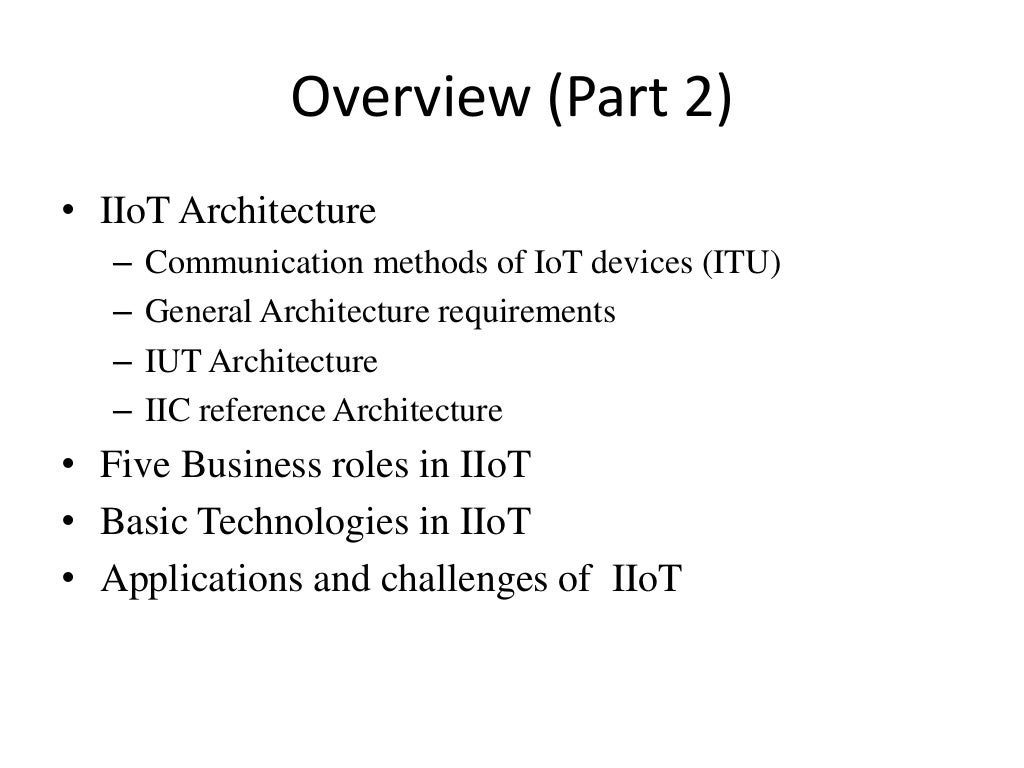 Overview (Part 2)
• IIoT Architecture
– Communication methods of IoT devices (ITU)
– General Architecture requirements
– IUT Architecture
– IIC reference Architecture
• Five Business roles in IIoT
• Basic Technologies in IIoT
• Applications and challenges of  IIoT